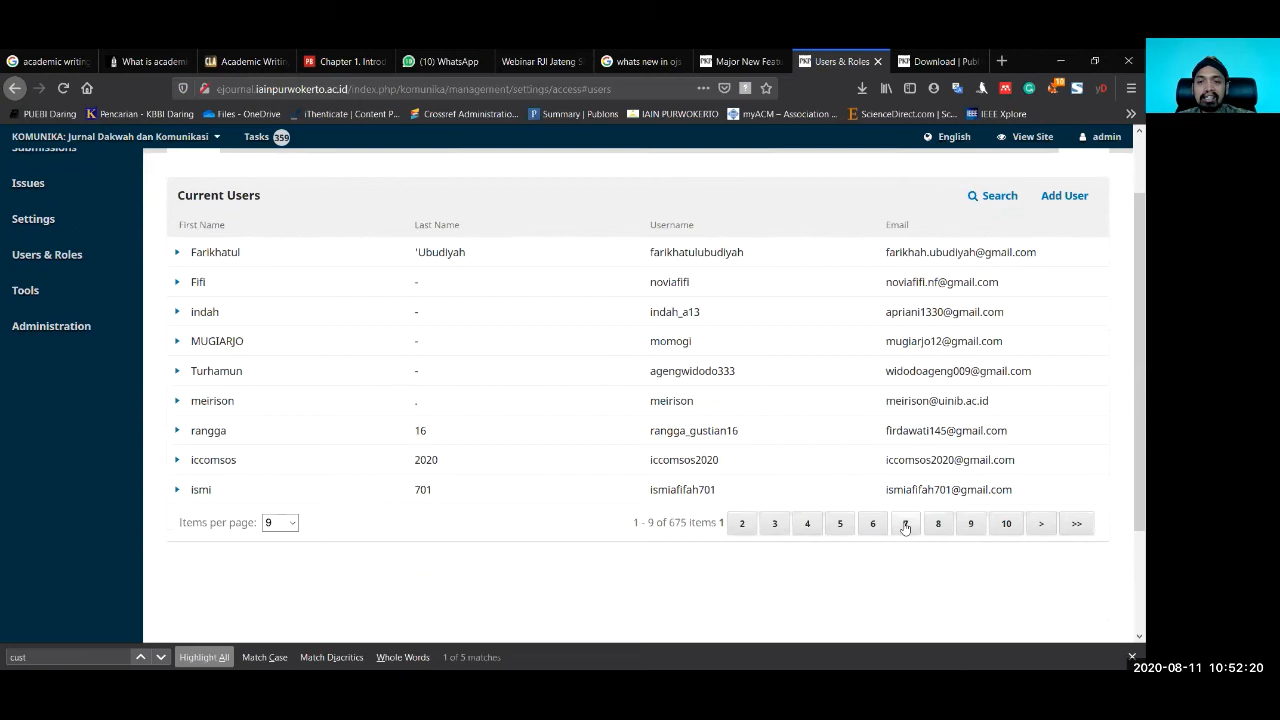 academic writing
What is academi
Academic Writin
Chapter 1. Introd
(10) WhatsApp
Webinar RJI Jateng S
whats new in ojs
Major New Feat
Users & Roles
Download | Publ
ejournal.iainpurwokerto.ac.id/index.php/komunika/management/settings/access#users
PUEBI Daring
Pencarian - KBBI Daring
Files - OneDrive
iThenticate | Content P...
Crossref Administratio...
Summary | Publons
IAIN PURWOKERTO
myACM – Association ...
ScienceDirect.com | Sc...
IEEE Xplore
KOMUNIKA: Jurnal Dakwah dan Komunikasi
Tasks 359
English
View Site
admin
Submissions
Issues
Settings
Users & Roles
Tools
Administration
Current Users
Search
Add User
First Name Last Name Username Email
Farikhatul 'Ubudiyah farikhatulubudiyah farikhah.ubudiyah@gmail.com
Fifi - noviafifi noviafifi.nf@gmail.com
indah - indah_a13 apriani1330@gmail.com
MUGIARJO - momogi mugiarjo12@gmail.com
Turhamun - agengwidodo333 widodoageng009@gmail.com
meirison . meirison meirison@uinib.ac.id
rangga 16 rangga_gustian16 firdawati145@gmail.com
iccomsos 2020 iccomsos2020 iccomsos2020@gmail.com
ismi 701 ismiafifah701 ismiafifah701@gmail.com
Items per page: 9
1 - 9 of 675 items 1 2 3 4 5 6 7 8 9 10 > >>
cust
Highlight All Match Case Match Diacritics Whole Words 1 of 5 matches
2020-08-11 10:52:20